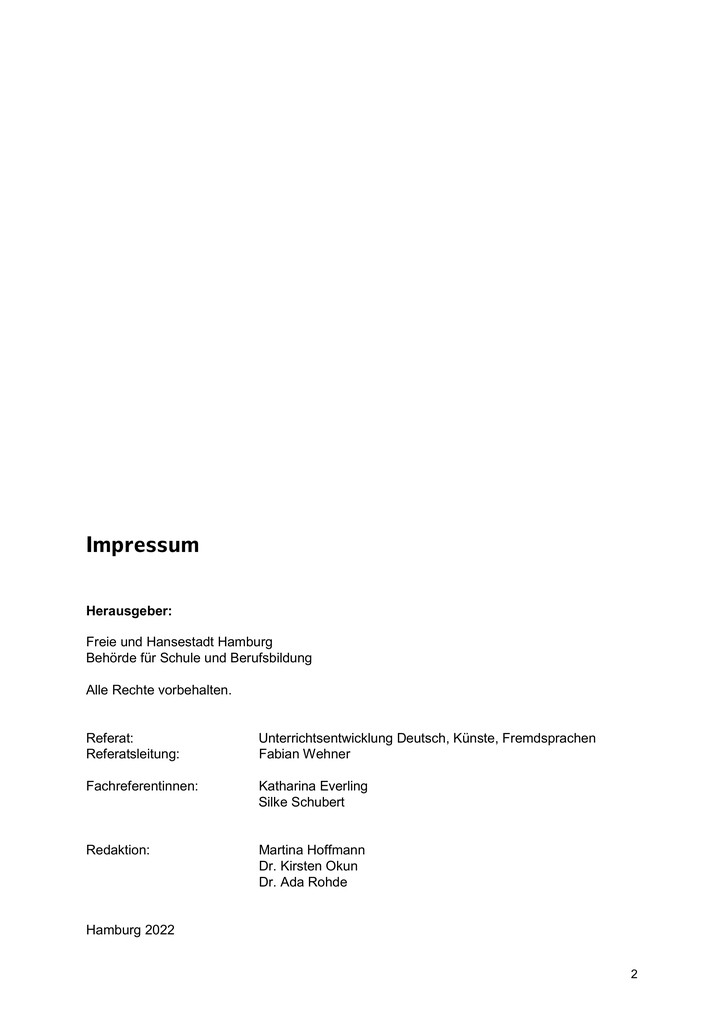 Impressum
Herausgeber:
Freie und Hansestadt Hamburg
Behörde für Schule und Berufsbildung
Alle Rechte vorbehalten.
Referat: Unterrichtsentwicklung Deutsch, Künste, Fremdsprachen
Referatsleitung: Fabian Wehner
Fachreferentinnen: Katharina Everling
Silke Schubert
Redaktion: Martina Hoffmann
Dr. Kirsten Okun
Dr. Ada Rohde
Hamburg 2022
2